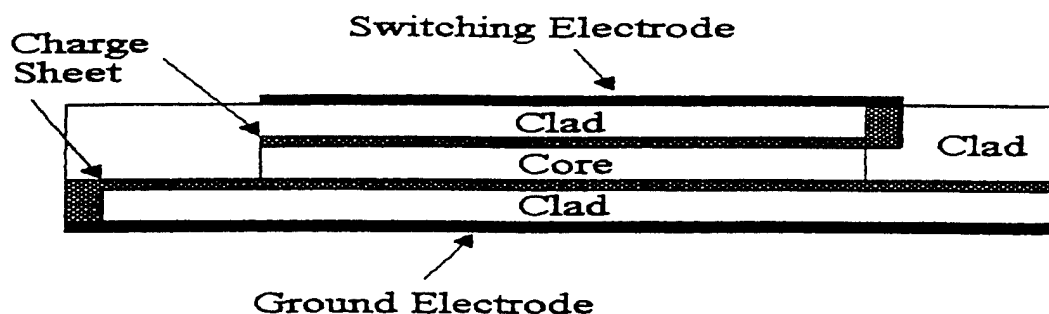 Switching Electrode
Charge
Sheet
Clad
Core
Clad
Clad
Ground Electrode